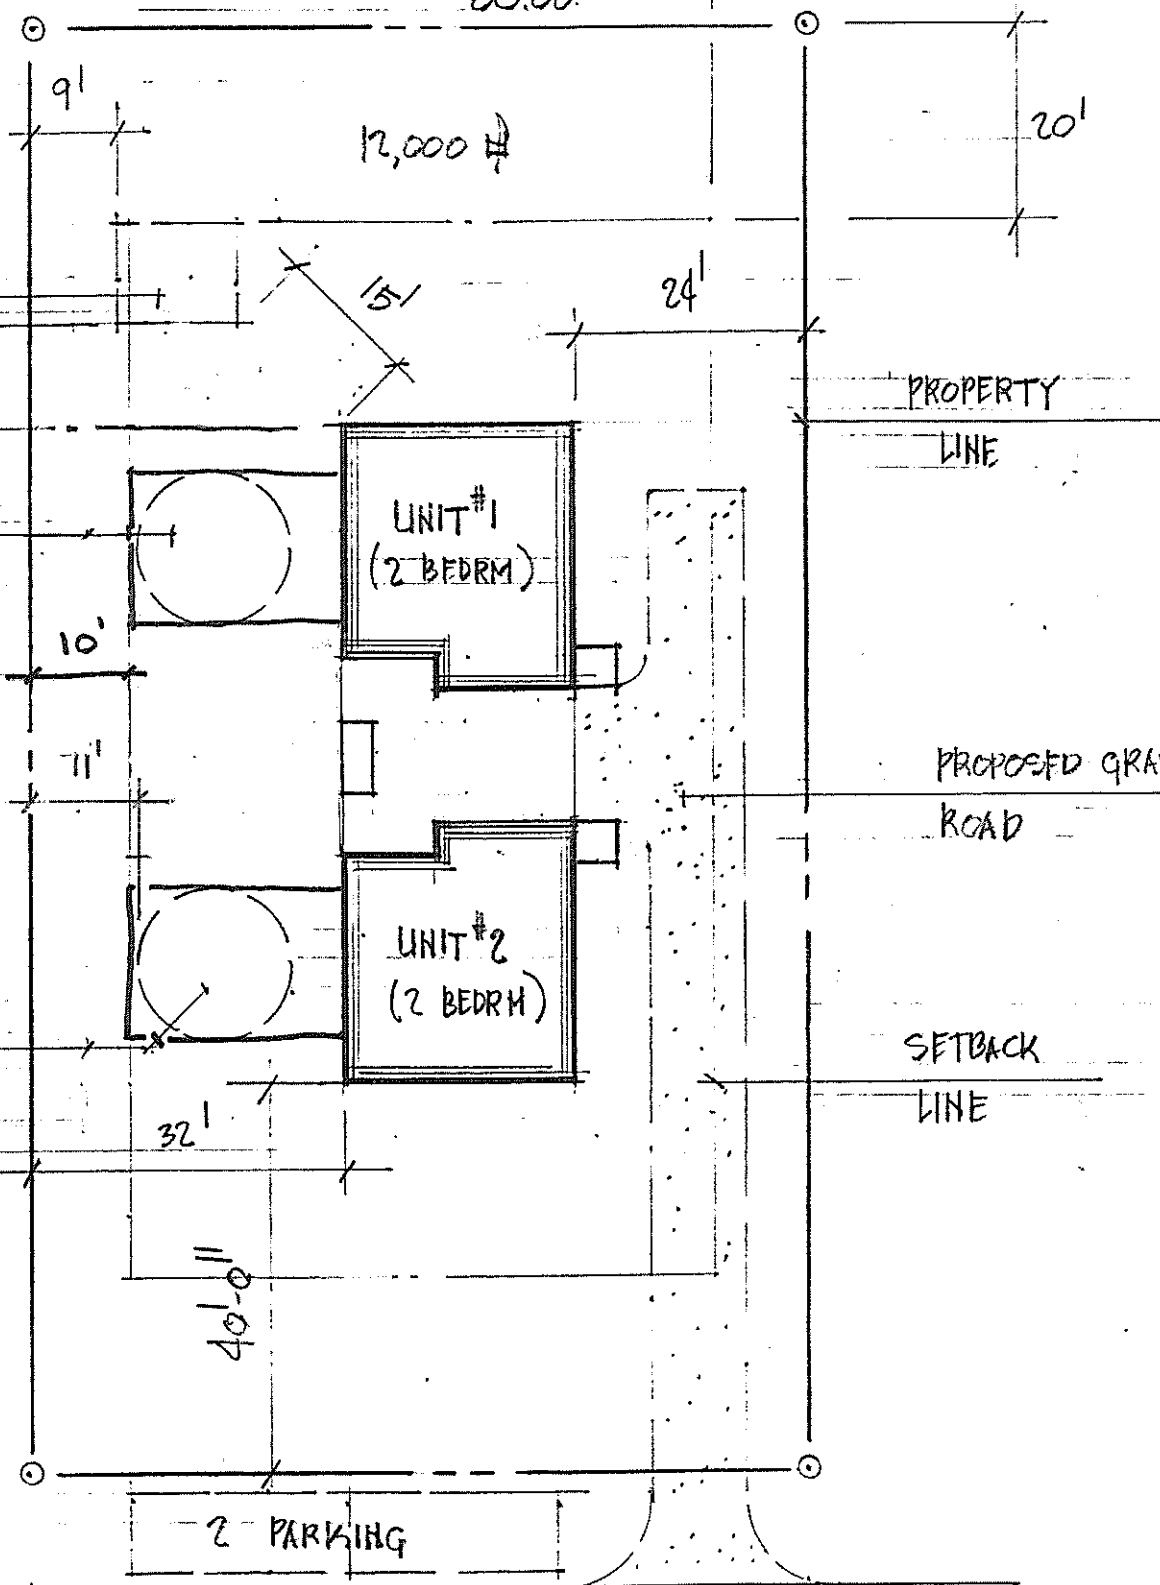 9'
12,000
20'
15'
24'
PROPERTY
LINE
UNIT #1
(2 BEDRM)
10'
11'
PROPOSED GRA
ROAD
UNIT #2
(2 BEDRM)
SETBACK
LINE
32'
40'-0"
2 PARKING